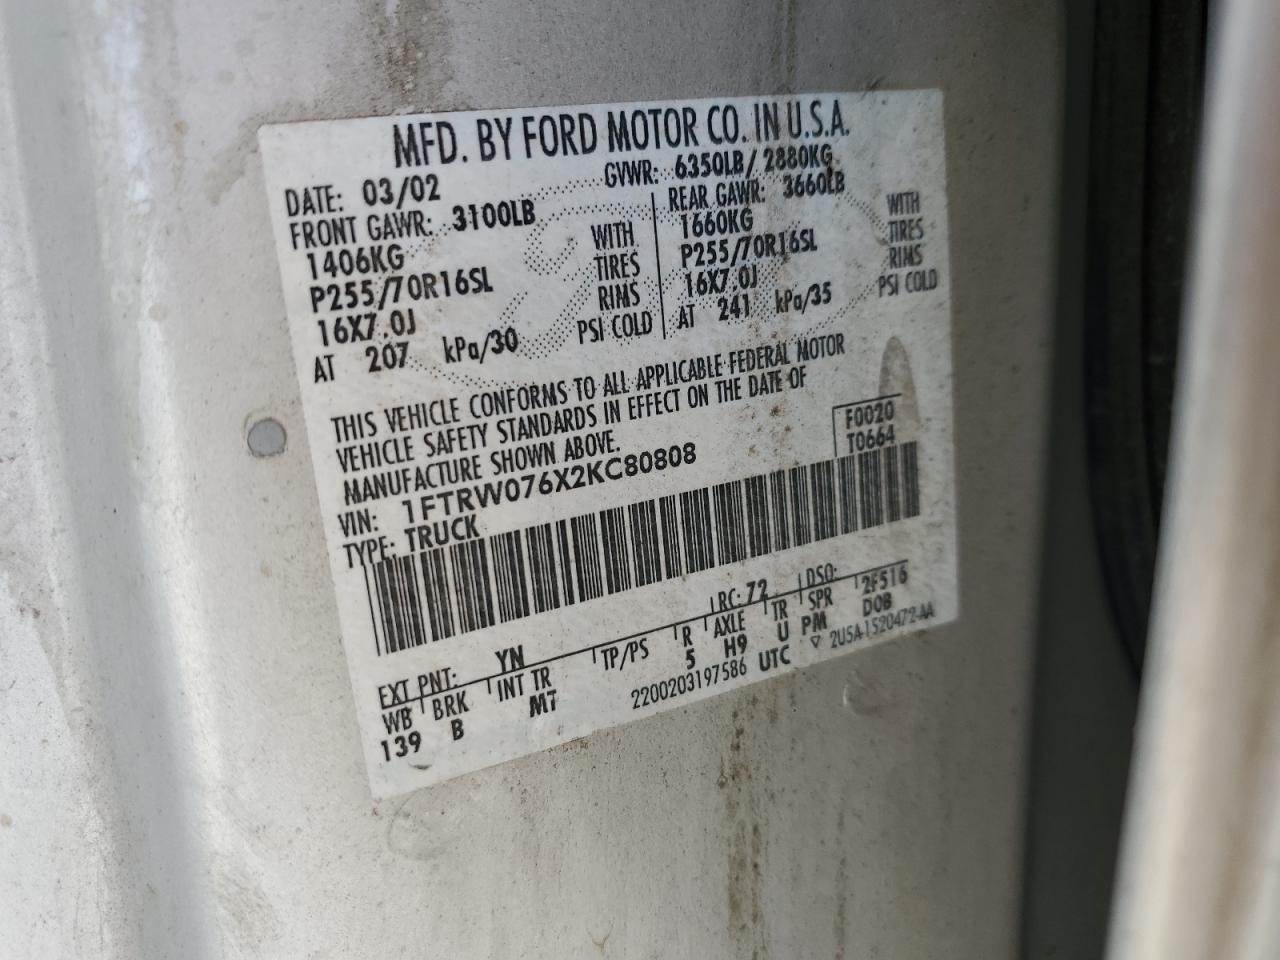 MFD. BY FORD MOTOR CO. IN U.S.A.
DATE: 03/02 GVWR: 6350LB/ 2880KG
FRONT GAWR: 3100LB REAR GAWR: 3660LB
1406KG WITH 1660KG WITH
P255/70R16SL TIRES P255/70R16SL TIRES
16X7.0J RIMS 16X7.0J RIMS
AT 207 kPa/30 PSI COLD AT 241 kPa/35 PSI COLD
THIS VEHICLE CONFORMS TO ALL APPLICABLE FEDERAL MOTOR
VEHICLE SAFETY STANDARDS IN EFFECT ON THE DATE OF
MANUFACTURE SHOWN ABOVE.
F0020
T0664
VIN: 1FTRW076X2KC80808
TYPE: TRUCK
EXT PNT: YN RC: 72 DSO: 2F516
WB BRK INT TR TP/PS R AXLE TR SPR D0B
139 B MT 5 H9 U PM
2200203197586 UTC ▽ 2U5A-1520472-AA